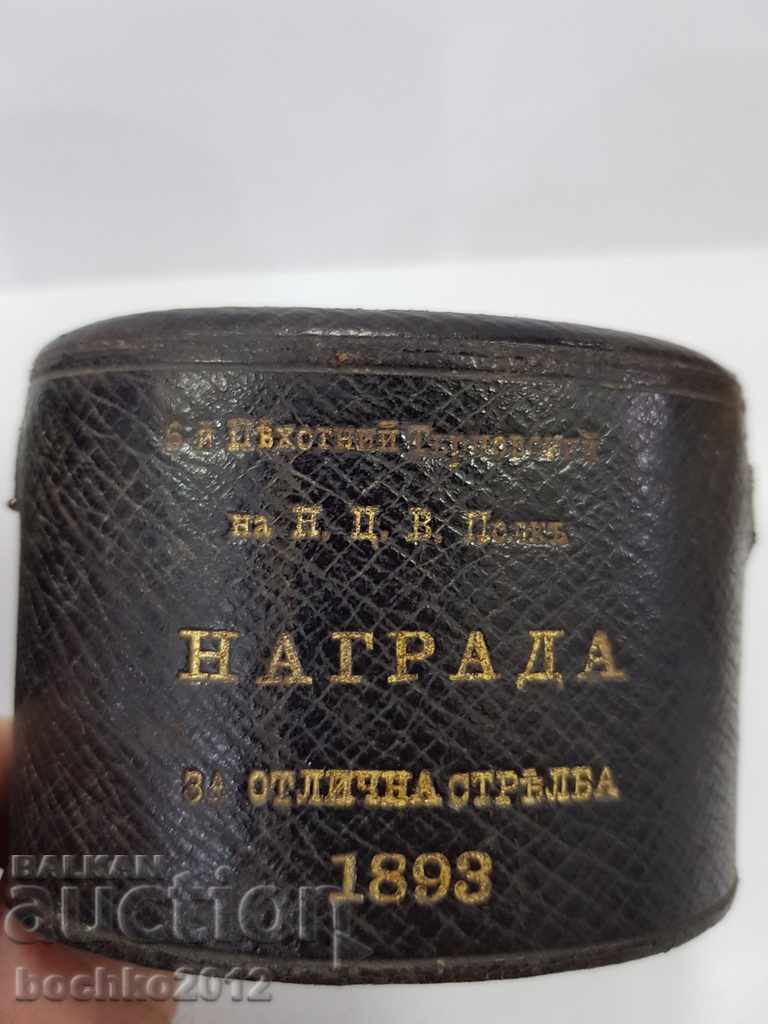 6-й Пѣхотний Търновский
на Н. Ц. В. Полкъ
НАГРАДА
ЗА ОТЛИЧНА СТРѢЛБА
1893
BALKAN
auction
bochko2012